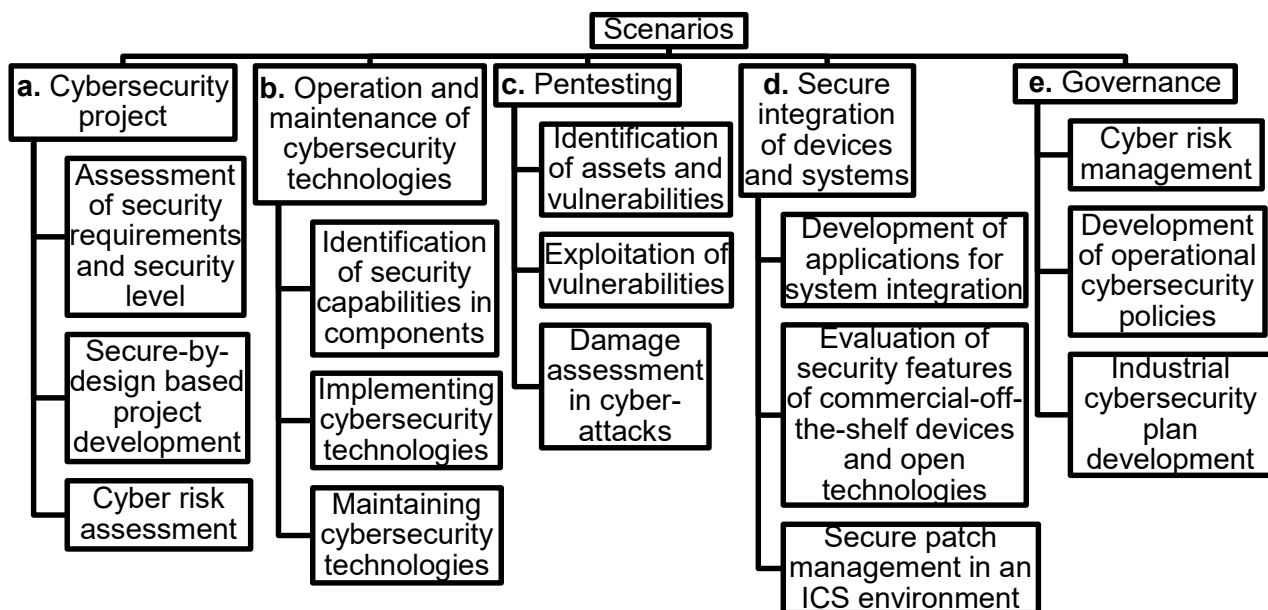 Scenarios
a. Cybersecurity
project
Assessment
of security
requirements
and security
level
Secure-by-
design based
project
development
Cyber risk
assessment
b. Operation and
maintenance of
cybersecurity
technologies
Identification
of security
capabilities in
components
Implementing
cybersecurity
technologies
Maintaining
cybersecurity
technologies
c. Pentesting
Identification
of assets and
vulnerabilities
Exploitation of
vulnerabilities
Damage
assessment
in cyber-
attacks
d. Secure
integration
of devices
and systems
Development of
applications for
system integration
Evaluation of
security features
of commercial-off-
the-shelf devices
and open
technologies
Secure patch
management in an
ICS environment
e. Governance
Cyber risk
management
Development
of operational
cybersecurity
policies
Industrial
cybersecurity
plan
development